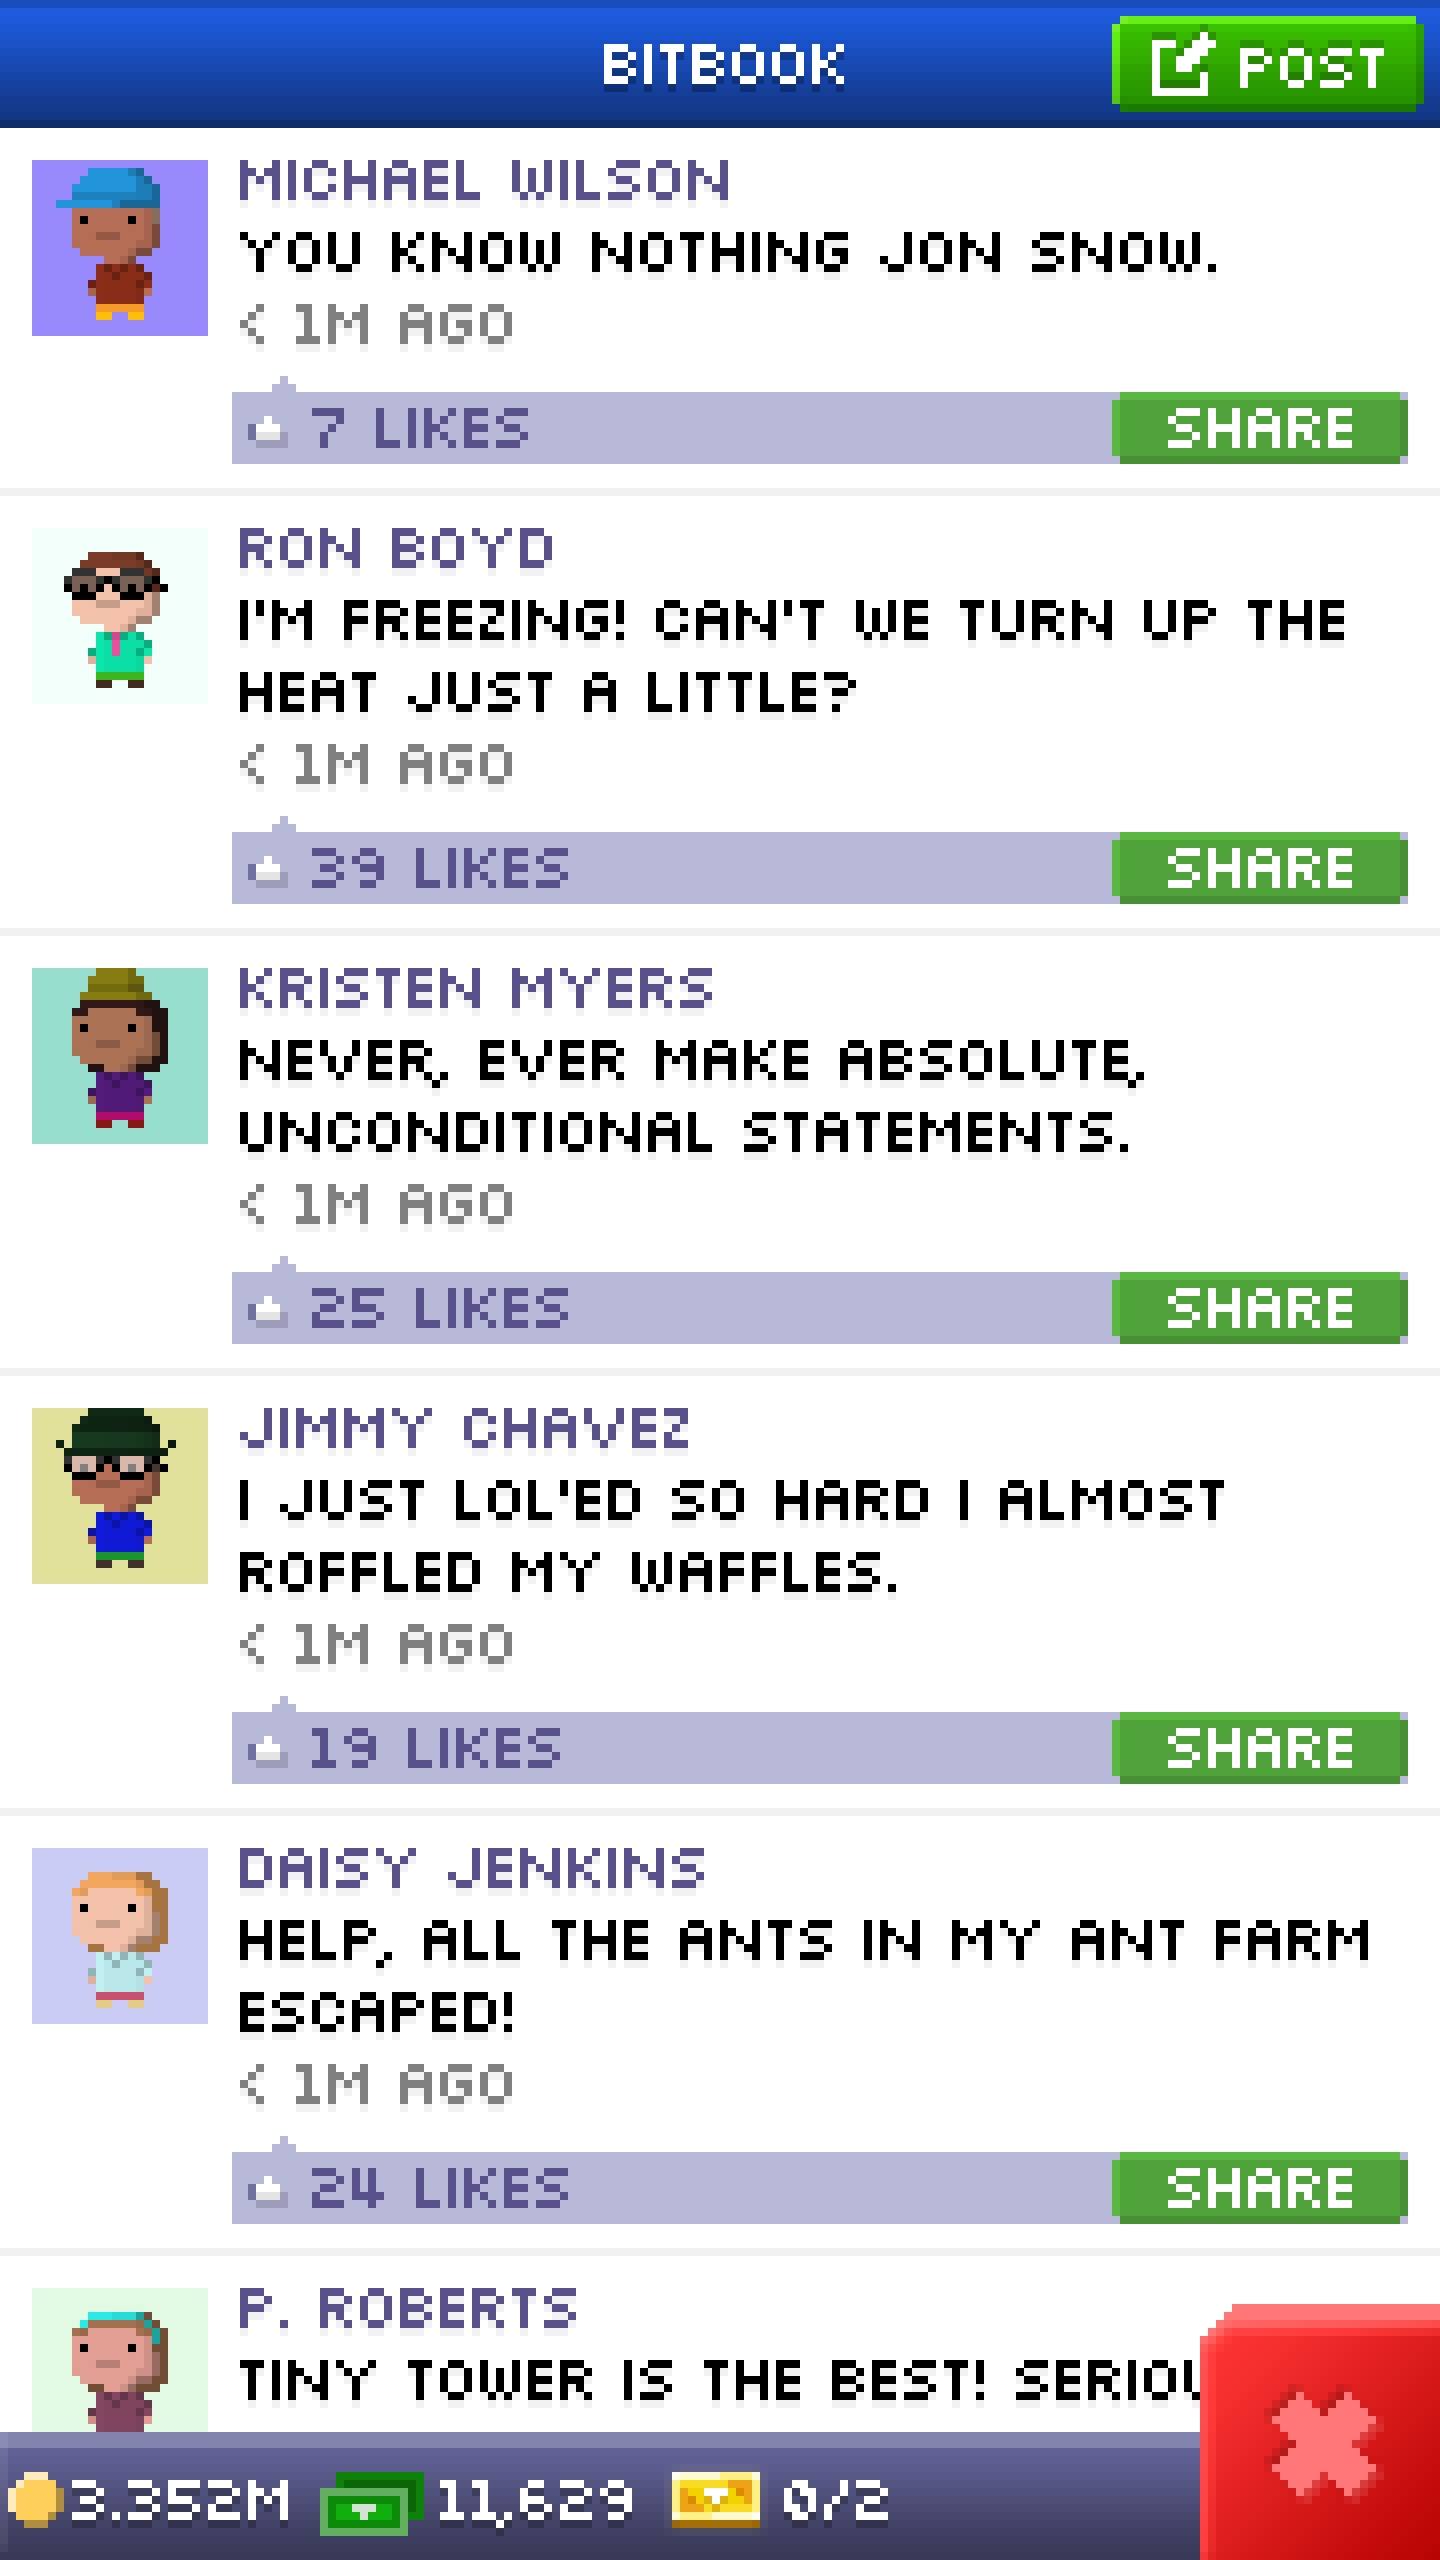 BITBOOK
POST
MICHAEL WILSON
YOU KNOW NOTHING JON SNOW.
< 1M AGO
7 LIKES
SHARE
RON BOYD
I'M FREEZING! CAN'T WE TURN UP THE
HEAT JUST A LITTLE?
< 1M AGO
39 LIKES
SHARE
KRISTEN MYERS
NEVER, EVER MAKE ABSOLUTE,
UNCONDITIONAL STATEMENTS.
< 1M AGO
25 LIKES
SHARE
JIMMY CHAVEZ
I JUST LOL'ED SO HARD I ALMOST
ROFFLED MY WAFFLES.
< 1M AGO
19 LIKES
SHARE
DAISY JENKINS
HELP, ALL THE ANTS IN MY ANT FARM
ESCAPED!
< 1M AGO
24 LIKES
SHARE
P. ROBERTS
TINY TOWER IS THE BEST!
3.352M
11,629
0/2